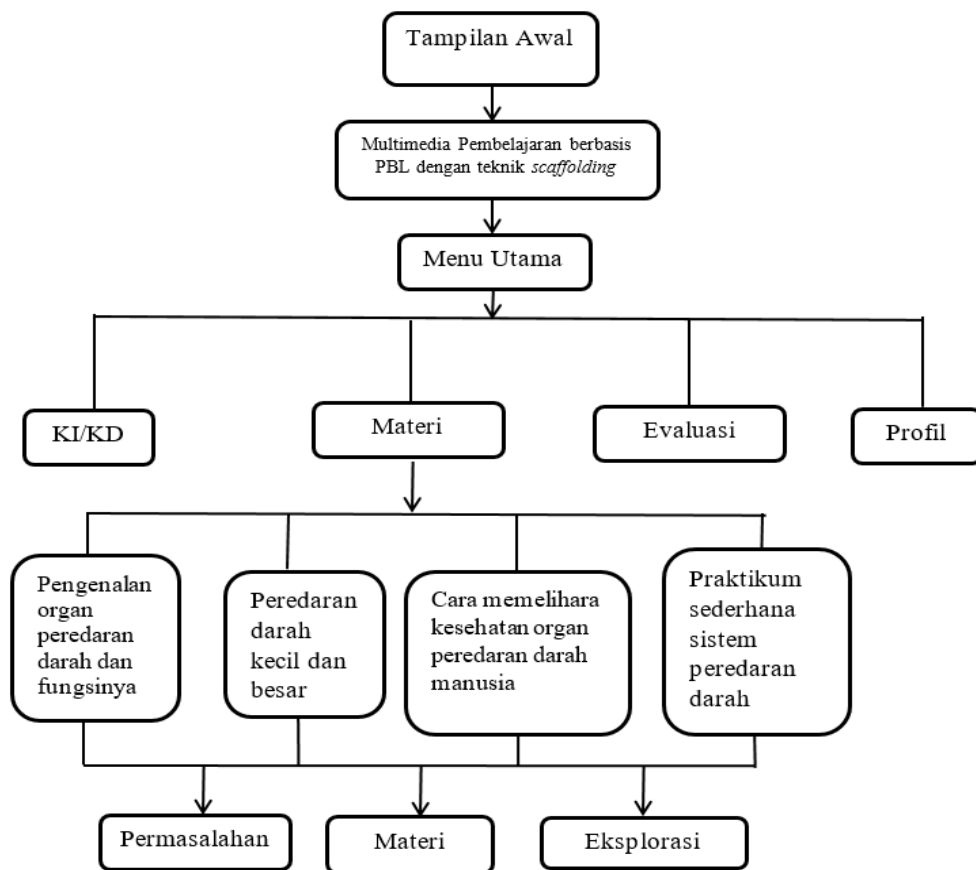 Tampilan Awal
Multimedia Pembelajaran berbasis
PBL dengan teknik scaffolding
Menu Utama
KI/KD
Materi
Evaluasi
Profil
Pengenalan
organ
peredaran
darah dan
fungsinya
Peredaran
darah
kecil dan
besar
Cara memelihara
kesehatan organ
peredaran darah
manusia
Praktikum
sederhana
sistem
peredaran
darah
Permasalahan
Materi
Eksplorasi